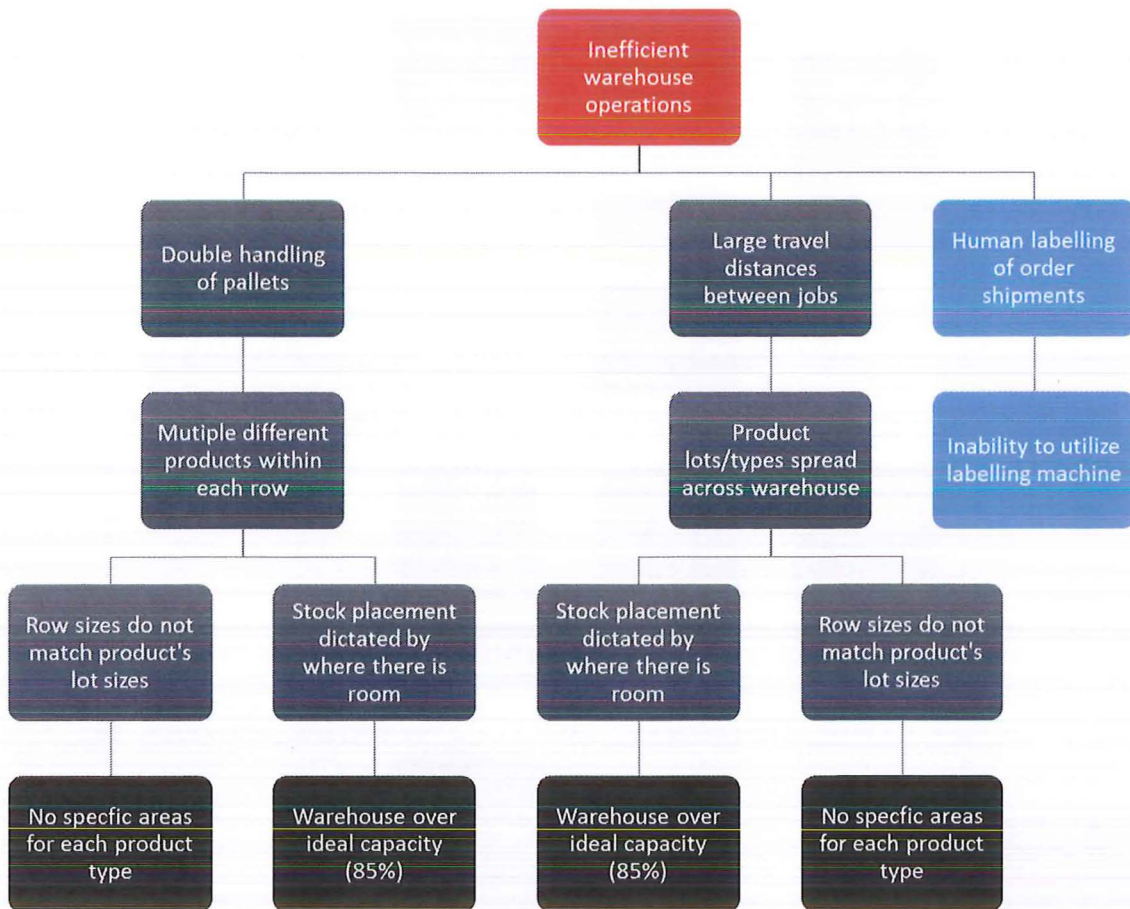 Inefficient
warehouse
operations
Double handling
of pallets
Large travel
distances
between jobs
Human labelling
of order
shipments
Mutiple different
products within
each row
Product
lots/types spread
across warehouse
Inability to utilize
labelling machine
Row sizes do not
match product's
lot sizes
Stock placement
dictated by
where there is
room
Stock placement
dictated by
where there is
room
Row sizes do not
match product's
lot sizes
No specfic areas
for each product
type
Warehouse over
ideal capacity
(85%)
Warehouse over
ideal capacity
(85%)
No specfic areas
for each product
type